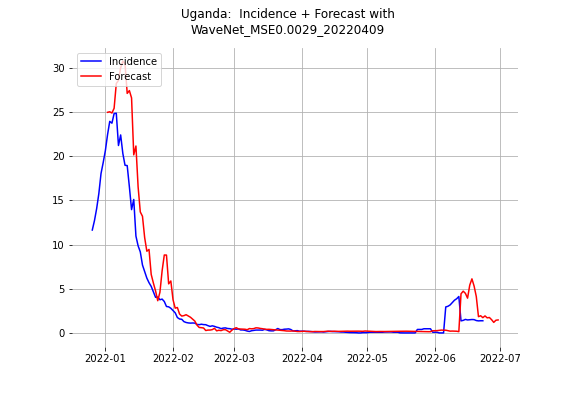 Uganda:  Incidence + Forecast with
WaveNet_MSE0.0029_20220409
Incidence
Forecast
30
25
20
15
10
5
0
2022-01 2022-02 2022-03 2022-04 2022-05 2022-06 2022-07